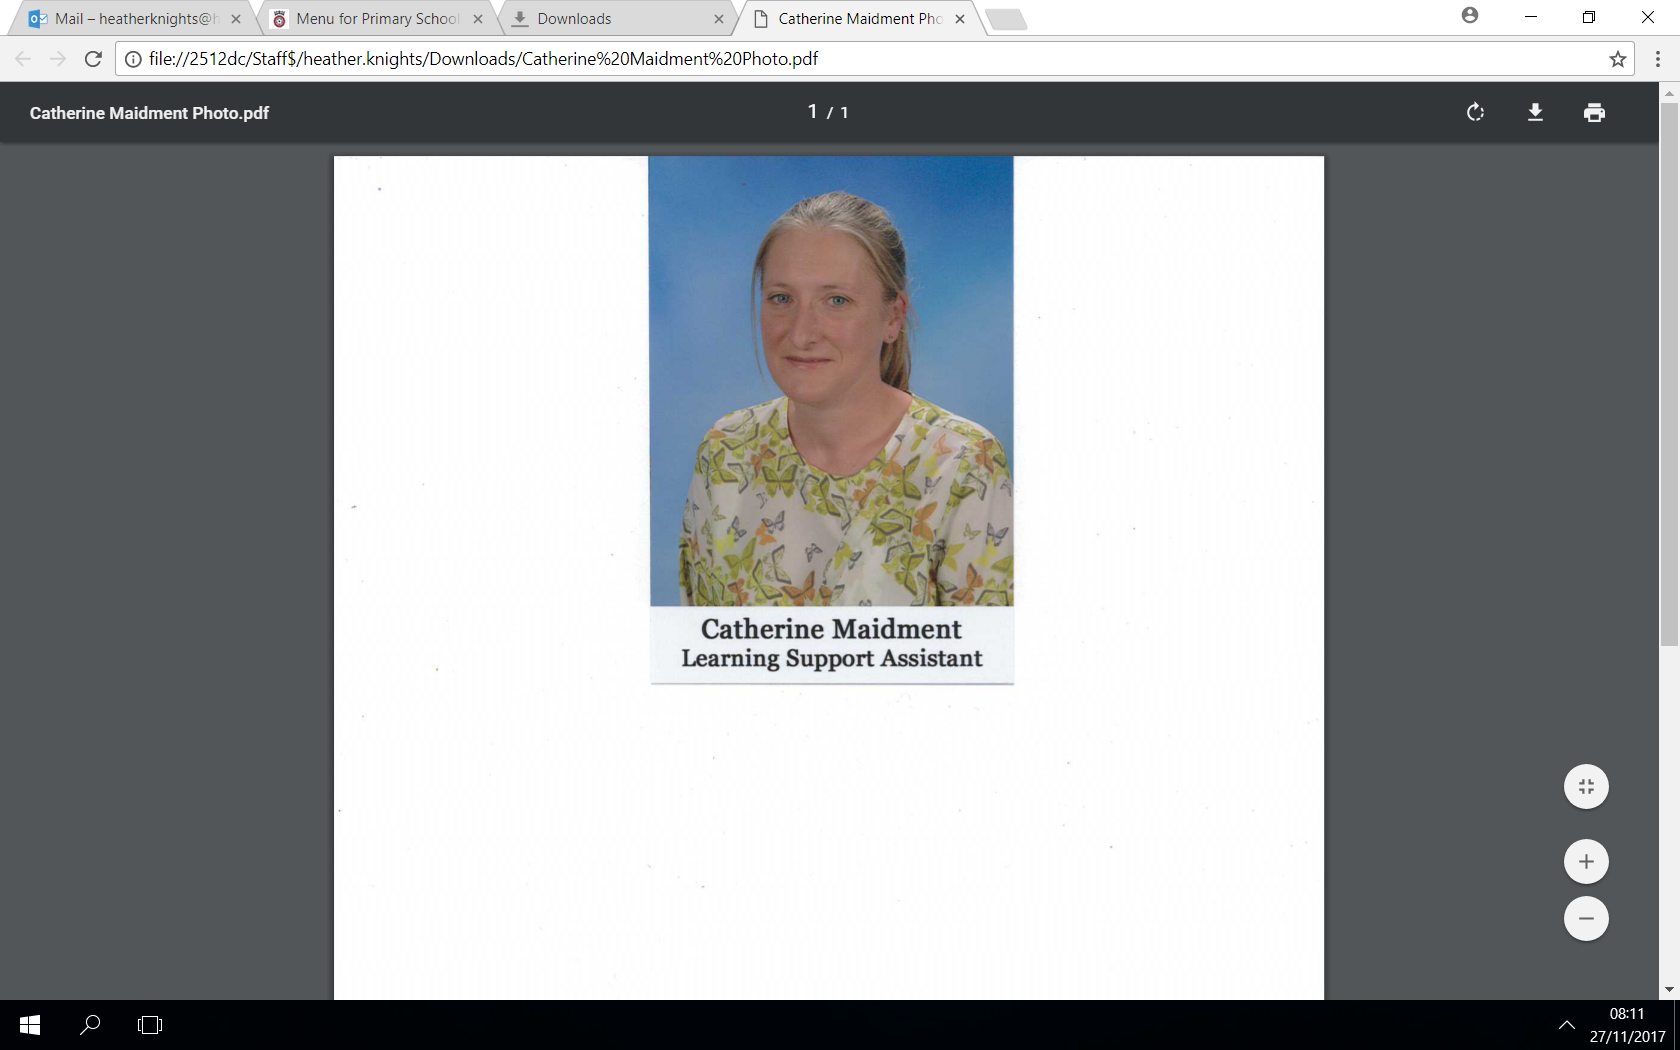 Mail – heatherknights@h
Menu for Primary School
Downloads
Catherine Maidment Pho
file://2512dc/Staff$/heather.knights/Downloads/Catherine%20Maidment%20Photo.pdf
Catherine Maidment Photo.pdf
1 / 1
Catherine Maidment
Learning Support Assistant
08:11
27/11/2017